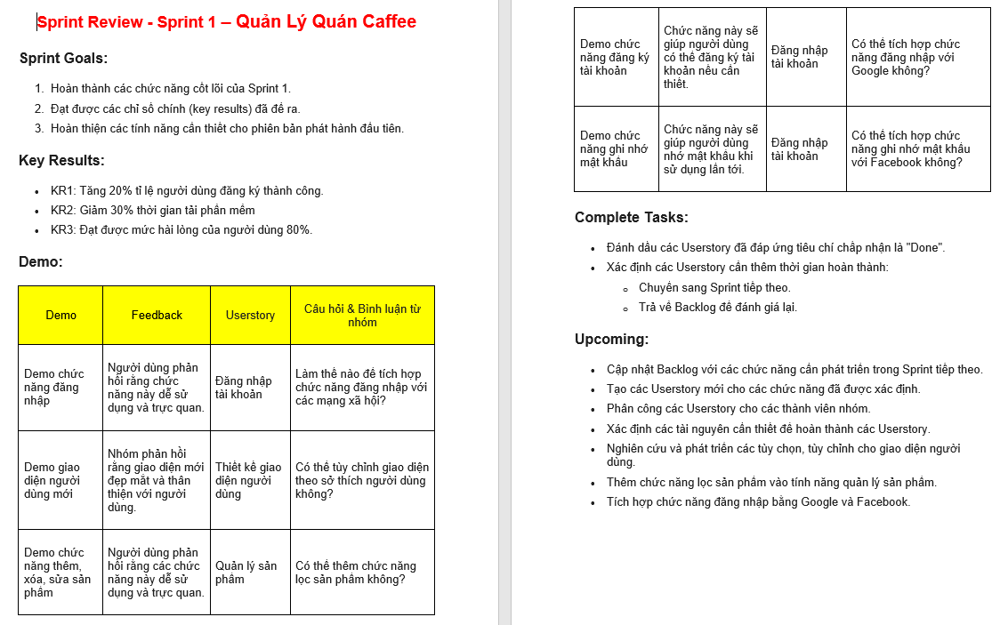 Sprint Review - Sprint 1 – Quản Lý Quán Caffee
Sprint Goals:
1. Hoàn thành các chức năng cốt lõi của Sprint 1.
2. Đạt được các chỉ số chính (key results) đã đề ra.
3. Hoàn thiện các tính năng cần thiết cho phiên bản phát hành đầu tiên.
Key Results:
• KR1: Tăng 20% tỉ lệ người dùng đăng ký thành công.
• KR2: Giảm 30% thời gian tải phần mềm
• KR3: Đạt được mức hài lòng của người dùng 80%.
Demo:
Demo
Feedback
Userstory
Câu hỏi & Bình luận từ
nhóm
Demo chức
năng đăng
nhập
Người dùng phản
hồi rằng chức
năng này dễ sử
dụng và trực quan.
Đăng nhập
tài khoản
Làm thế nào để tích hợp
chức năng đăng nhập với
các mạng xã hội?
Demo giao
diện người
dùng mới
Nhóm phản hồi
rằng giao diện mới
đẹp mắt và thân
thiện với người
dùng.
Thiết kế giao
diện người
dùng
Có thể tùy chỉnh giao diện
theo sở thích người dùng
không?
Demo chức
năng thêm,
xóa, sửa sản
phẩm
Người dùng phản
hồi rằng các chức
năng này dễ sử
dụng và trực quan.
Quản lý sản
phẩm
Có thể thêm chức năng
lọc sản phẩm không?
Demo chức
năng đăng ký
tài khoản
Chức năng này sẽ
giúp người dùng
có thể đăng ký tài
khoản nếu cần
thiết.
Đăng nhập
tài khoản
Có thể tích hợp chức
năng đăng nhập với
Google không?
Demo chức
năng ghi nhớ
mật khẩu
Chức năng này sẽ
giúp người dùng
nhớ mật khẩu khi
sử dụng lần tới.
Đăng nhập
tài khoản
Có thể tích hợp chức
năng ghi nhớ mật khẩu
với Facebook không?
Complete Tasks:
• Đánh dấu các Userstory đã đáp ứng tiêu chí chấp nhận là "Done".
• Xác định các Userstory cần thêm thời gian hoàn thành:
o Chuyển sang Sprint tiếp theo.
o Trả về Backlog để đánh giá lại.
Upcoming:
• Cập nhật Backlog với các chức năng cần phát triển trong Sprint tiếp theo.
• Tạo các Userstory mới cho các chức năng đã được xác định.
• Phân công các Userstory cho các thành viên nhóm.
• Xác định các tài nguyên cần thiết để hoàn thành các Userstory.
• Nghiên cứu và phát triển các tùy chọn, tùy chỉnh cho giao diện người
dùng.
• Thêm chức năng lọc sản phẩm vào tính năng quản lý sản phẩm.
• Tích hợp chức năng đăng nhập bằng Google và Facebook.